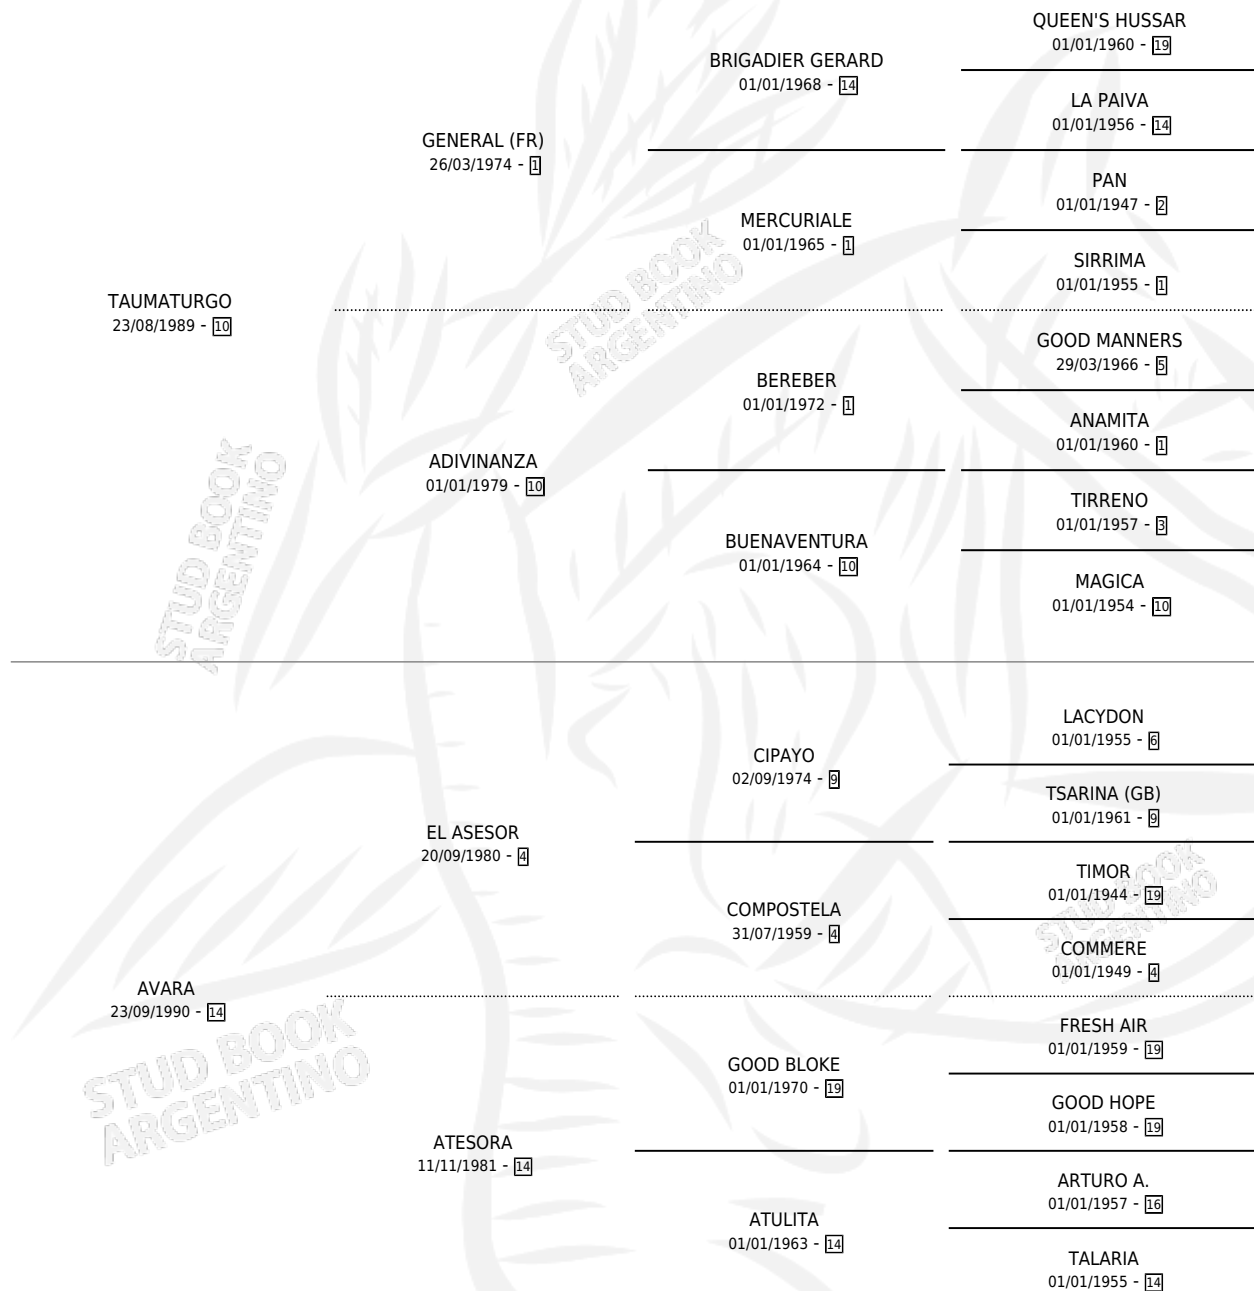 QUEEN'S HUSSAR
01/01/1960 - 19
BRIGADIER GERARD
01/01/1968 - 14
LA PAIVA
01/01/1956 - 14
GENERAL (FR)
26/03/1974 - 1
PAN
01/01/1947 - 2
MERCURIALE
01/01/1965 - 1
SIRRIMA
01/01/1955 - 1
TAUMATURGO
23/08/1989 - 10
GOOD MANNERS
29/03/1966 - 5
BEREBER
01/01/1972 - 1
ANAMITA
01/01/1960 - 1
ADIVINANZA
01/01/1979 - 10
TIRRENO
01/01/1957 - 3
BUENAVENTURA
01/01/1964 - 10
MAGICA
01/01/1954 - 10
STUD BOOK
ARGENTINO
STUD BOOK
ARGENTINO
LACYDON
01/01/1955 - 6
CIPAYO
02/09/1974 - 9
TSARINA (GB)
01/01/1961 - 9
EL ASESOR
20/09/1980 - 4
TIMOR
01/01/1944 - 19
COMPOSTELA
31/07/1959 - 4
COMMERE
01/01/1949 - 4
AVARA
23/09/1990 - 14
FRESH AIR
01/01/1959 - 19
GOOD BLOKE
01/01/1970 - 19
GOOD HOPE
01/01/1958 - 19
ATESORA
11/11/1981 - 14
ARTURO A.
01/01/1957 - 16
ATULITA
01/01/1963 - 14
TALARIA
01/01/1955 - 14
STUD BOOK
ARGENTINO
STUD BOOK
ARGENTINO